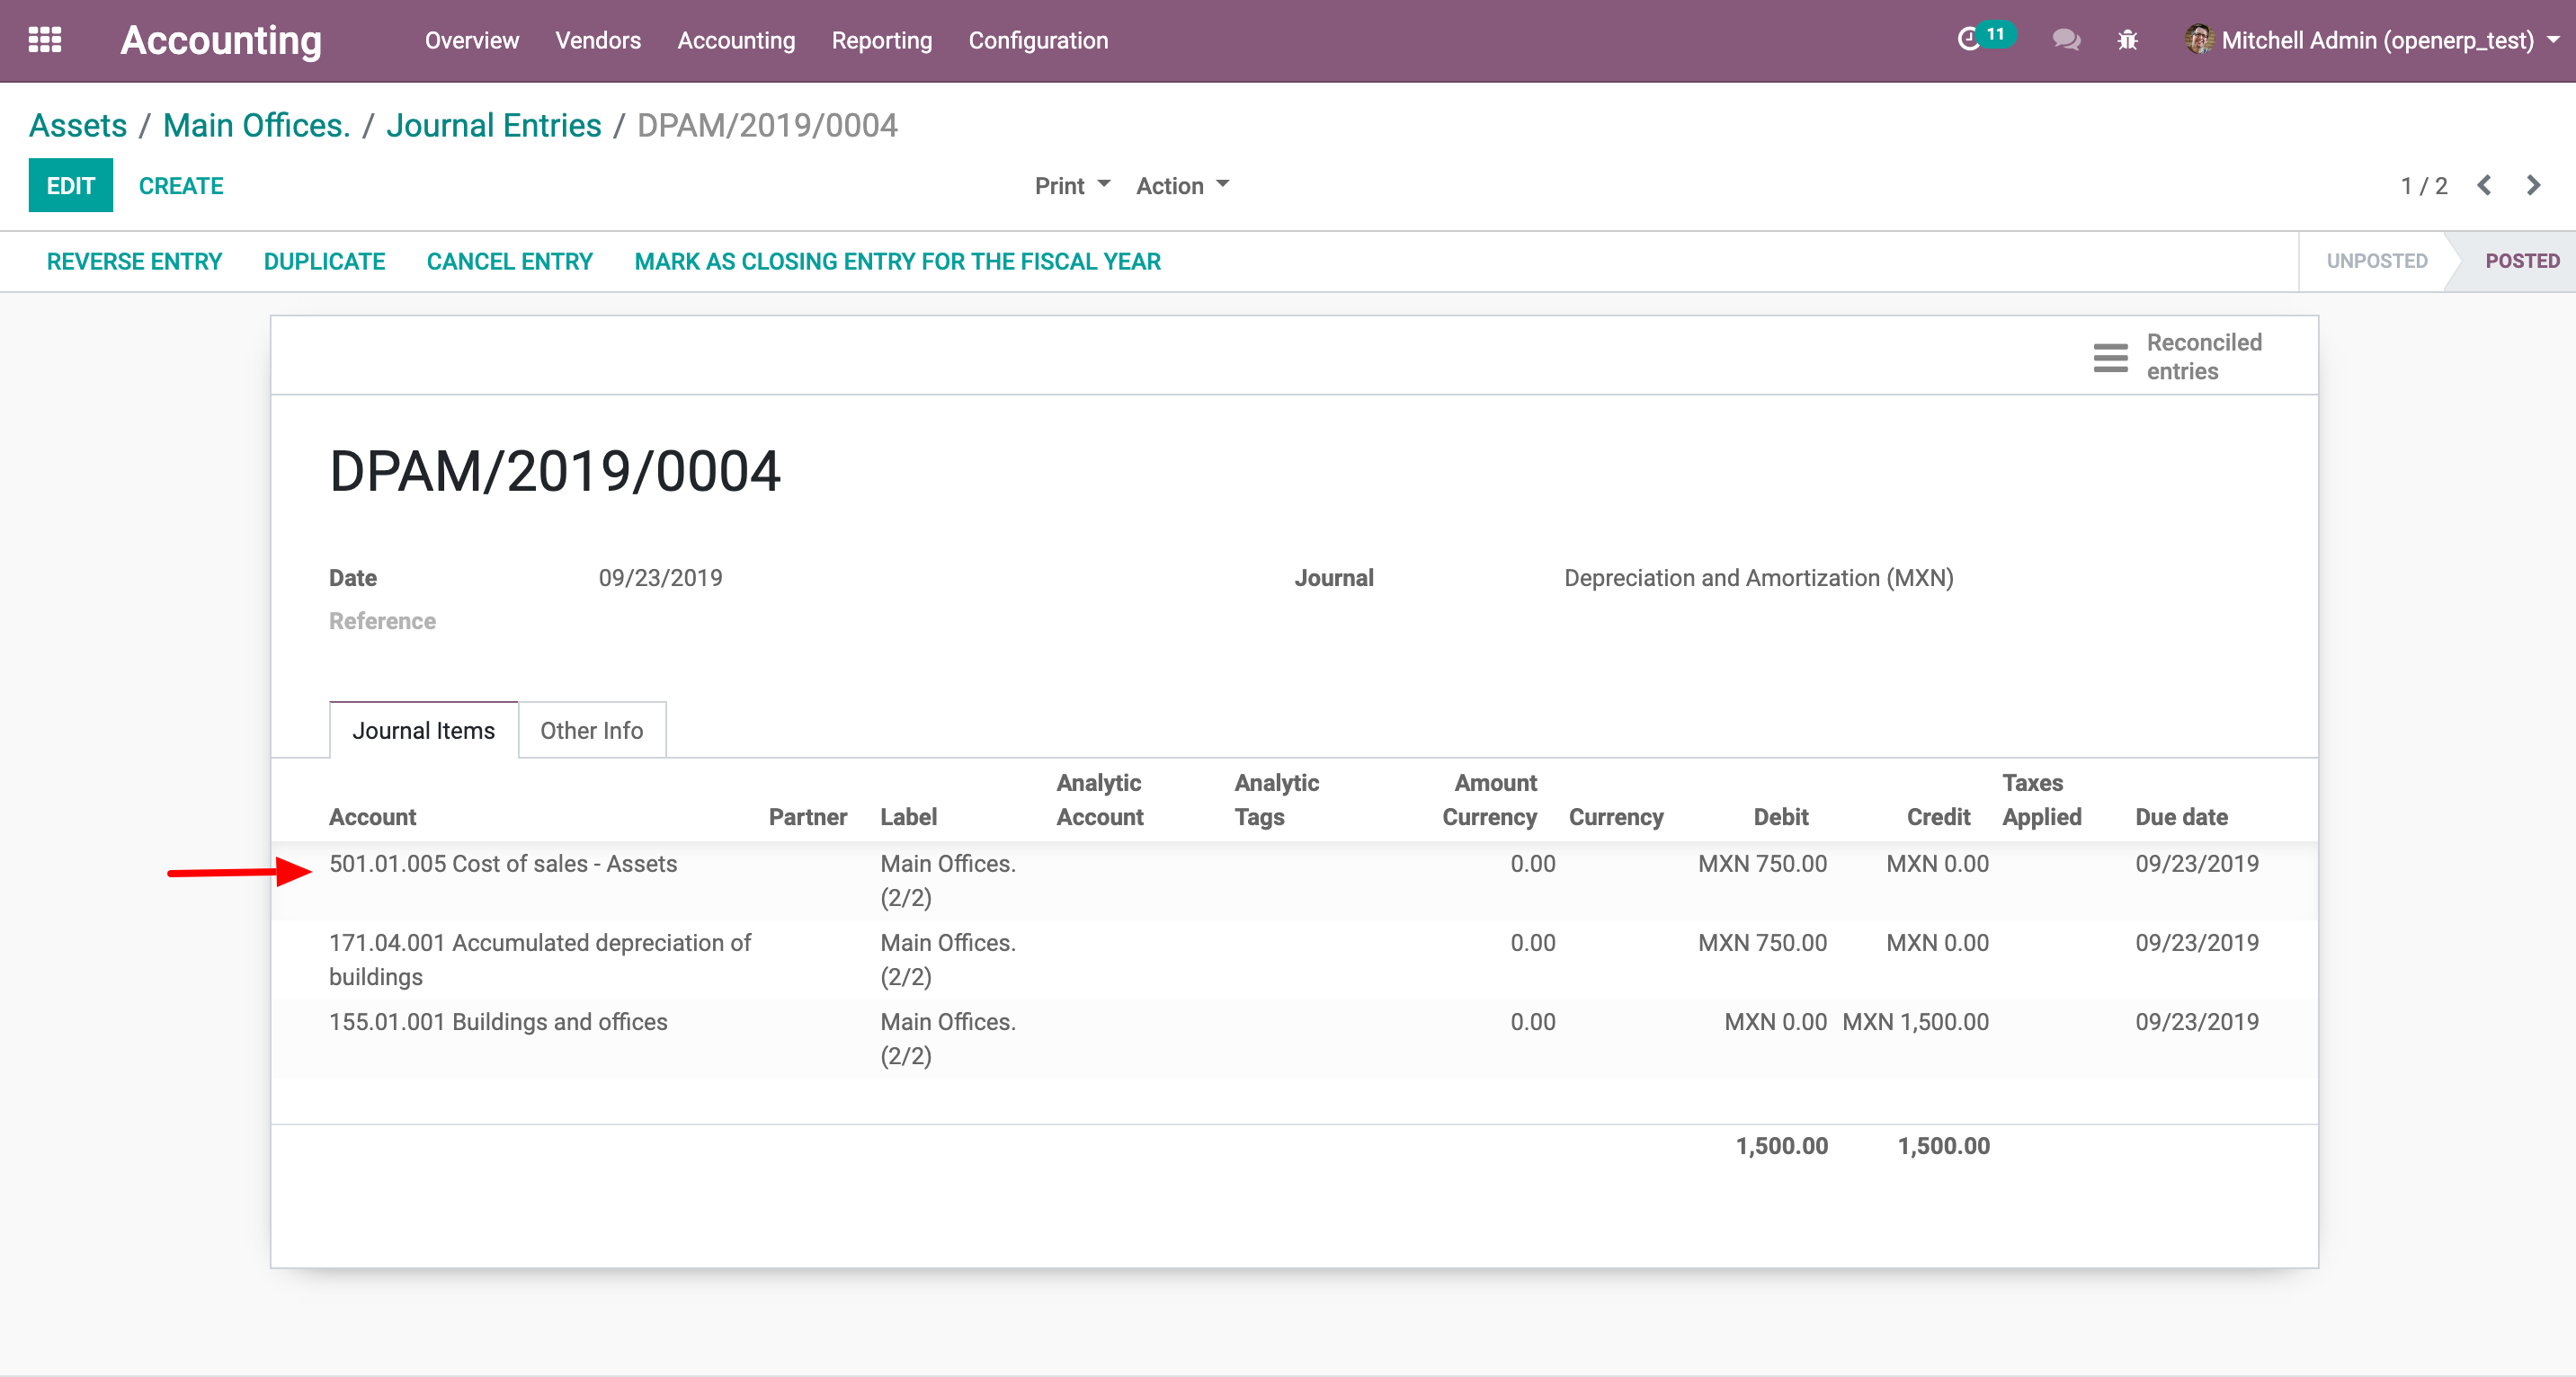 Accounting Overview Vendors Accounting Reporting Configuration 11 Mitchell Admin (openerp_test)
Assets / Main Offices. / Journal Entries / DPAM/2019/0004
EDIT CREATE Print Action 1 / 2
REVERSE ENTRY DUPLICATE CANCEL ENTRY MARK AS CLOSING ENTRY FOR THE FISCAL YEAR UNPOSTED POSTED
Reconciled
entries
DPAM/2019/0004
Date 09/23/2019 Journal Depreciation and Amortization (MXN)
Reference
Journal Items Other Info
Analytic Analytic Amount Taxes
Account Partner Label Account Tags Currency Currency Debit Credit Applied Due date
501.01.005 Cost of sales - Assets Main Offices. 0.00 MXN 750.00 MXN 0.00 09/23/2019
(2/2)
171.04.001 Accumulated depreciation of Main Offices. 0.00 MXN 750.00 MXN 0.00 09/23/2019
buildings (2/2)
155.01.001 Buildings and offices Main Offices. 0.00 MXN 0.00 MXN 1,500.00 09/23/2019
(2/2)
1,500.00 1,500.00